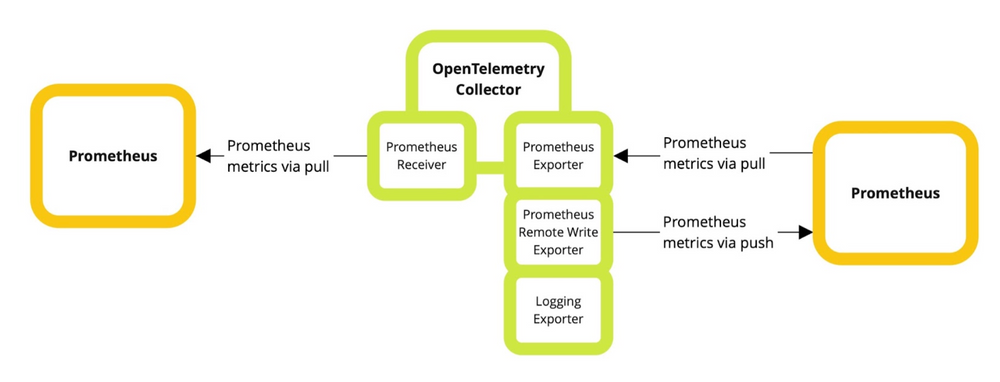 OpenTelemetry
Collector
Prometheus
Prometheus
metrics via pull
Prometheus
Receiver
Prometheus
Exporter
Prometheus
metrics via pull
Prometheus
Prometheus
Remote Write
Exporter
Prometheus
metrics via push
Logging
Exporter